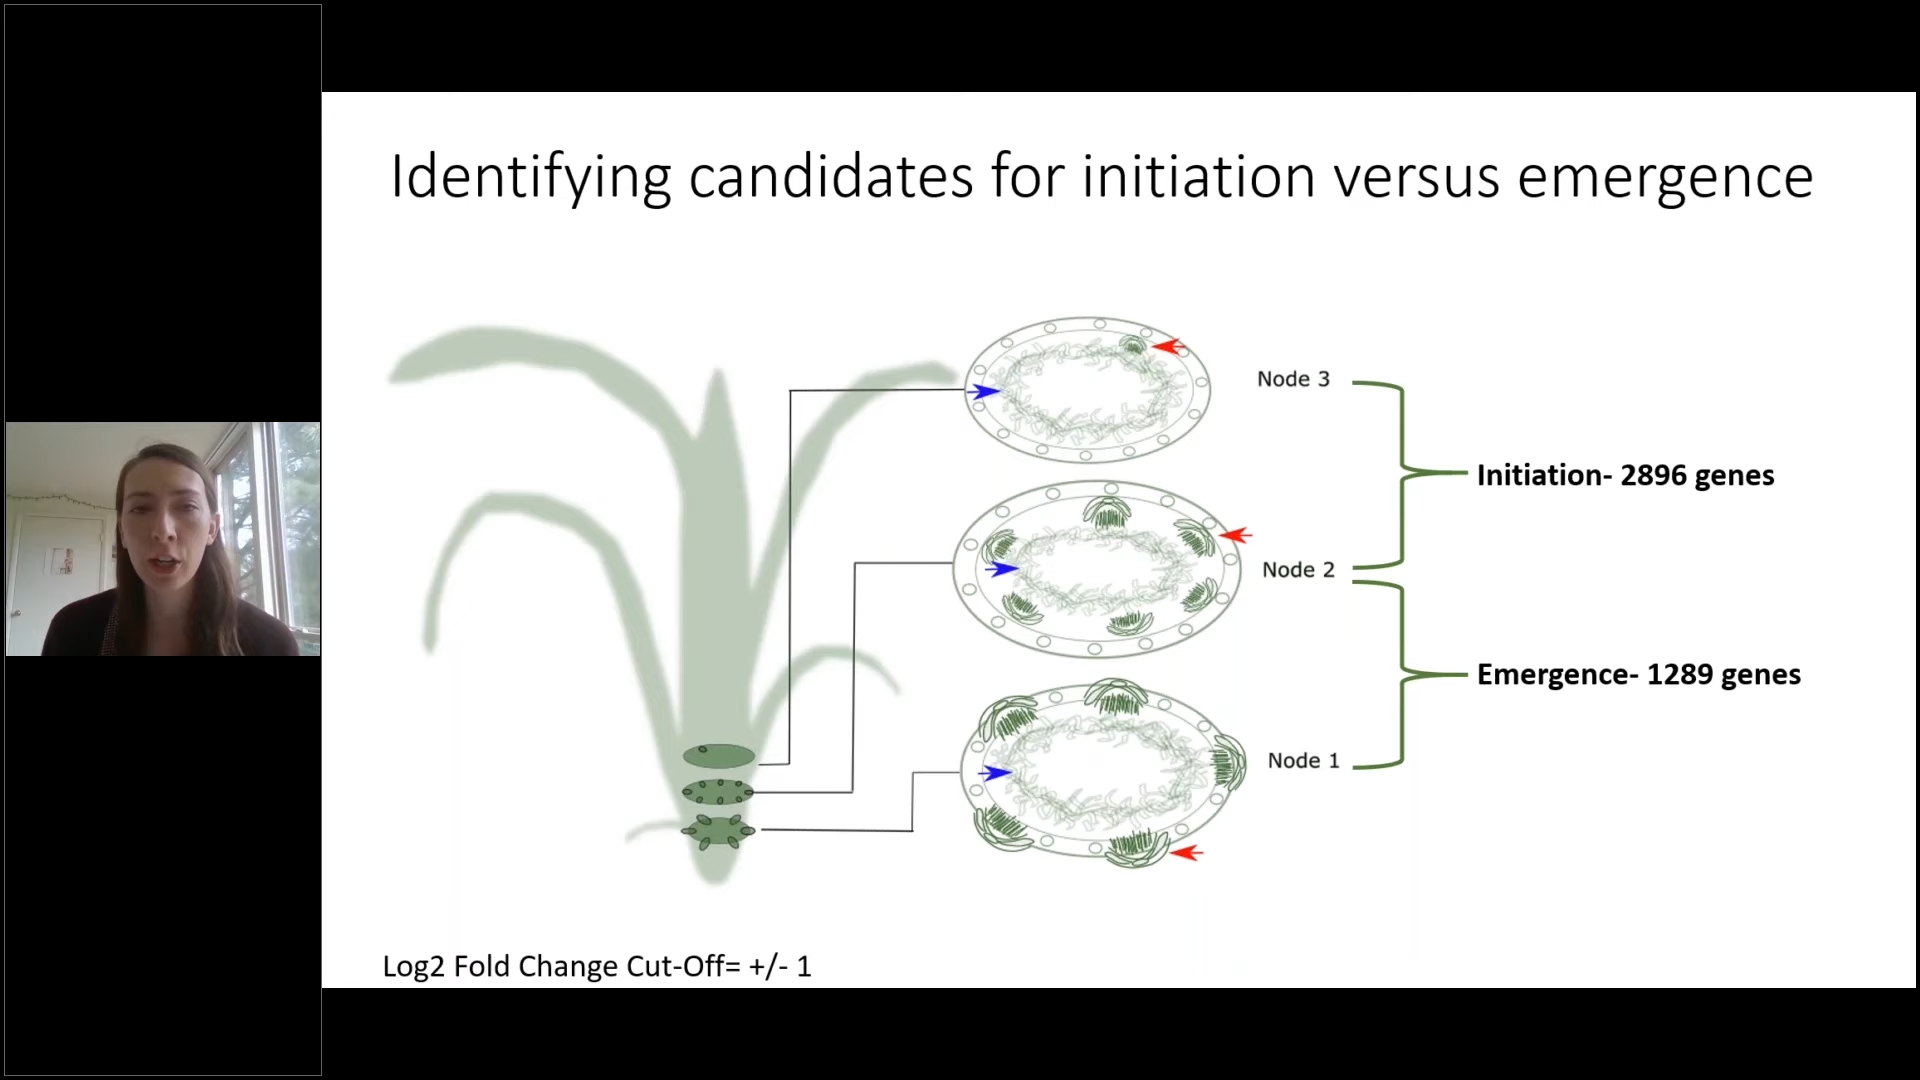 Identifying candidates for initiation versus emergence
Node 3
Initiation- 2896 genes
Node 2
Emergence- 1289 genes
Node 1
Log2 Fold Change Cut-Off= +/- 1